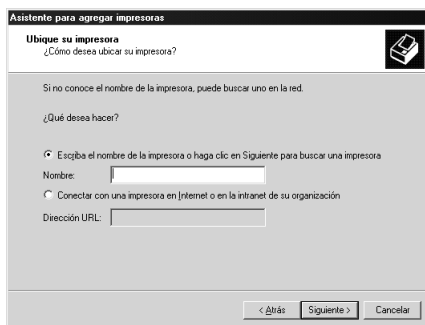 Asistente para agregar impresoras
Ubique su impresora
¿Cómo desea ubicar su impresora?
Si no conoce el nombre de la impresora, puede buscar uno en la red.
¿Qué desea hacer?
Escriba el nombre de la impresora o haga clic en Siguiente para buscar una impresora
Nombre:
Conectar con una impresora en Internet o en la intranet de su organización
Dirección URL:
< Atrás Siguiente > Cancelar